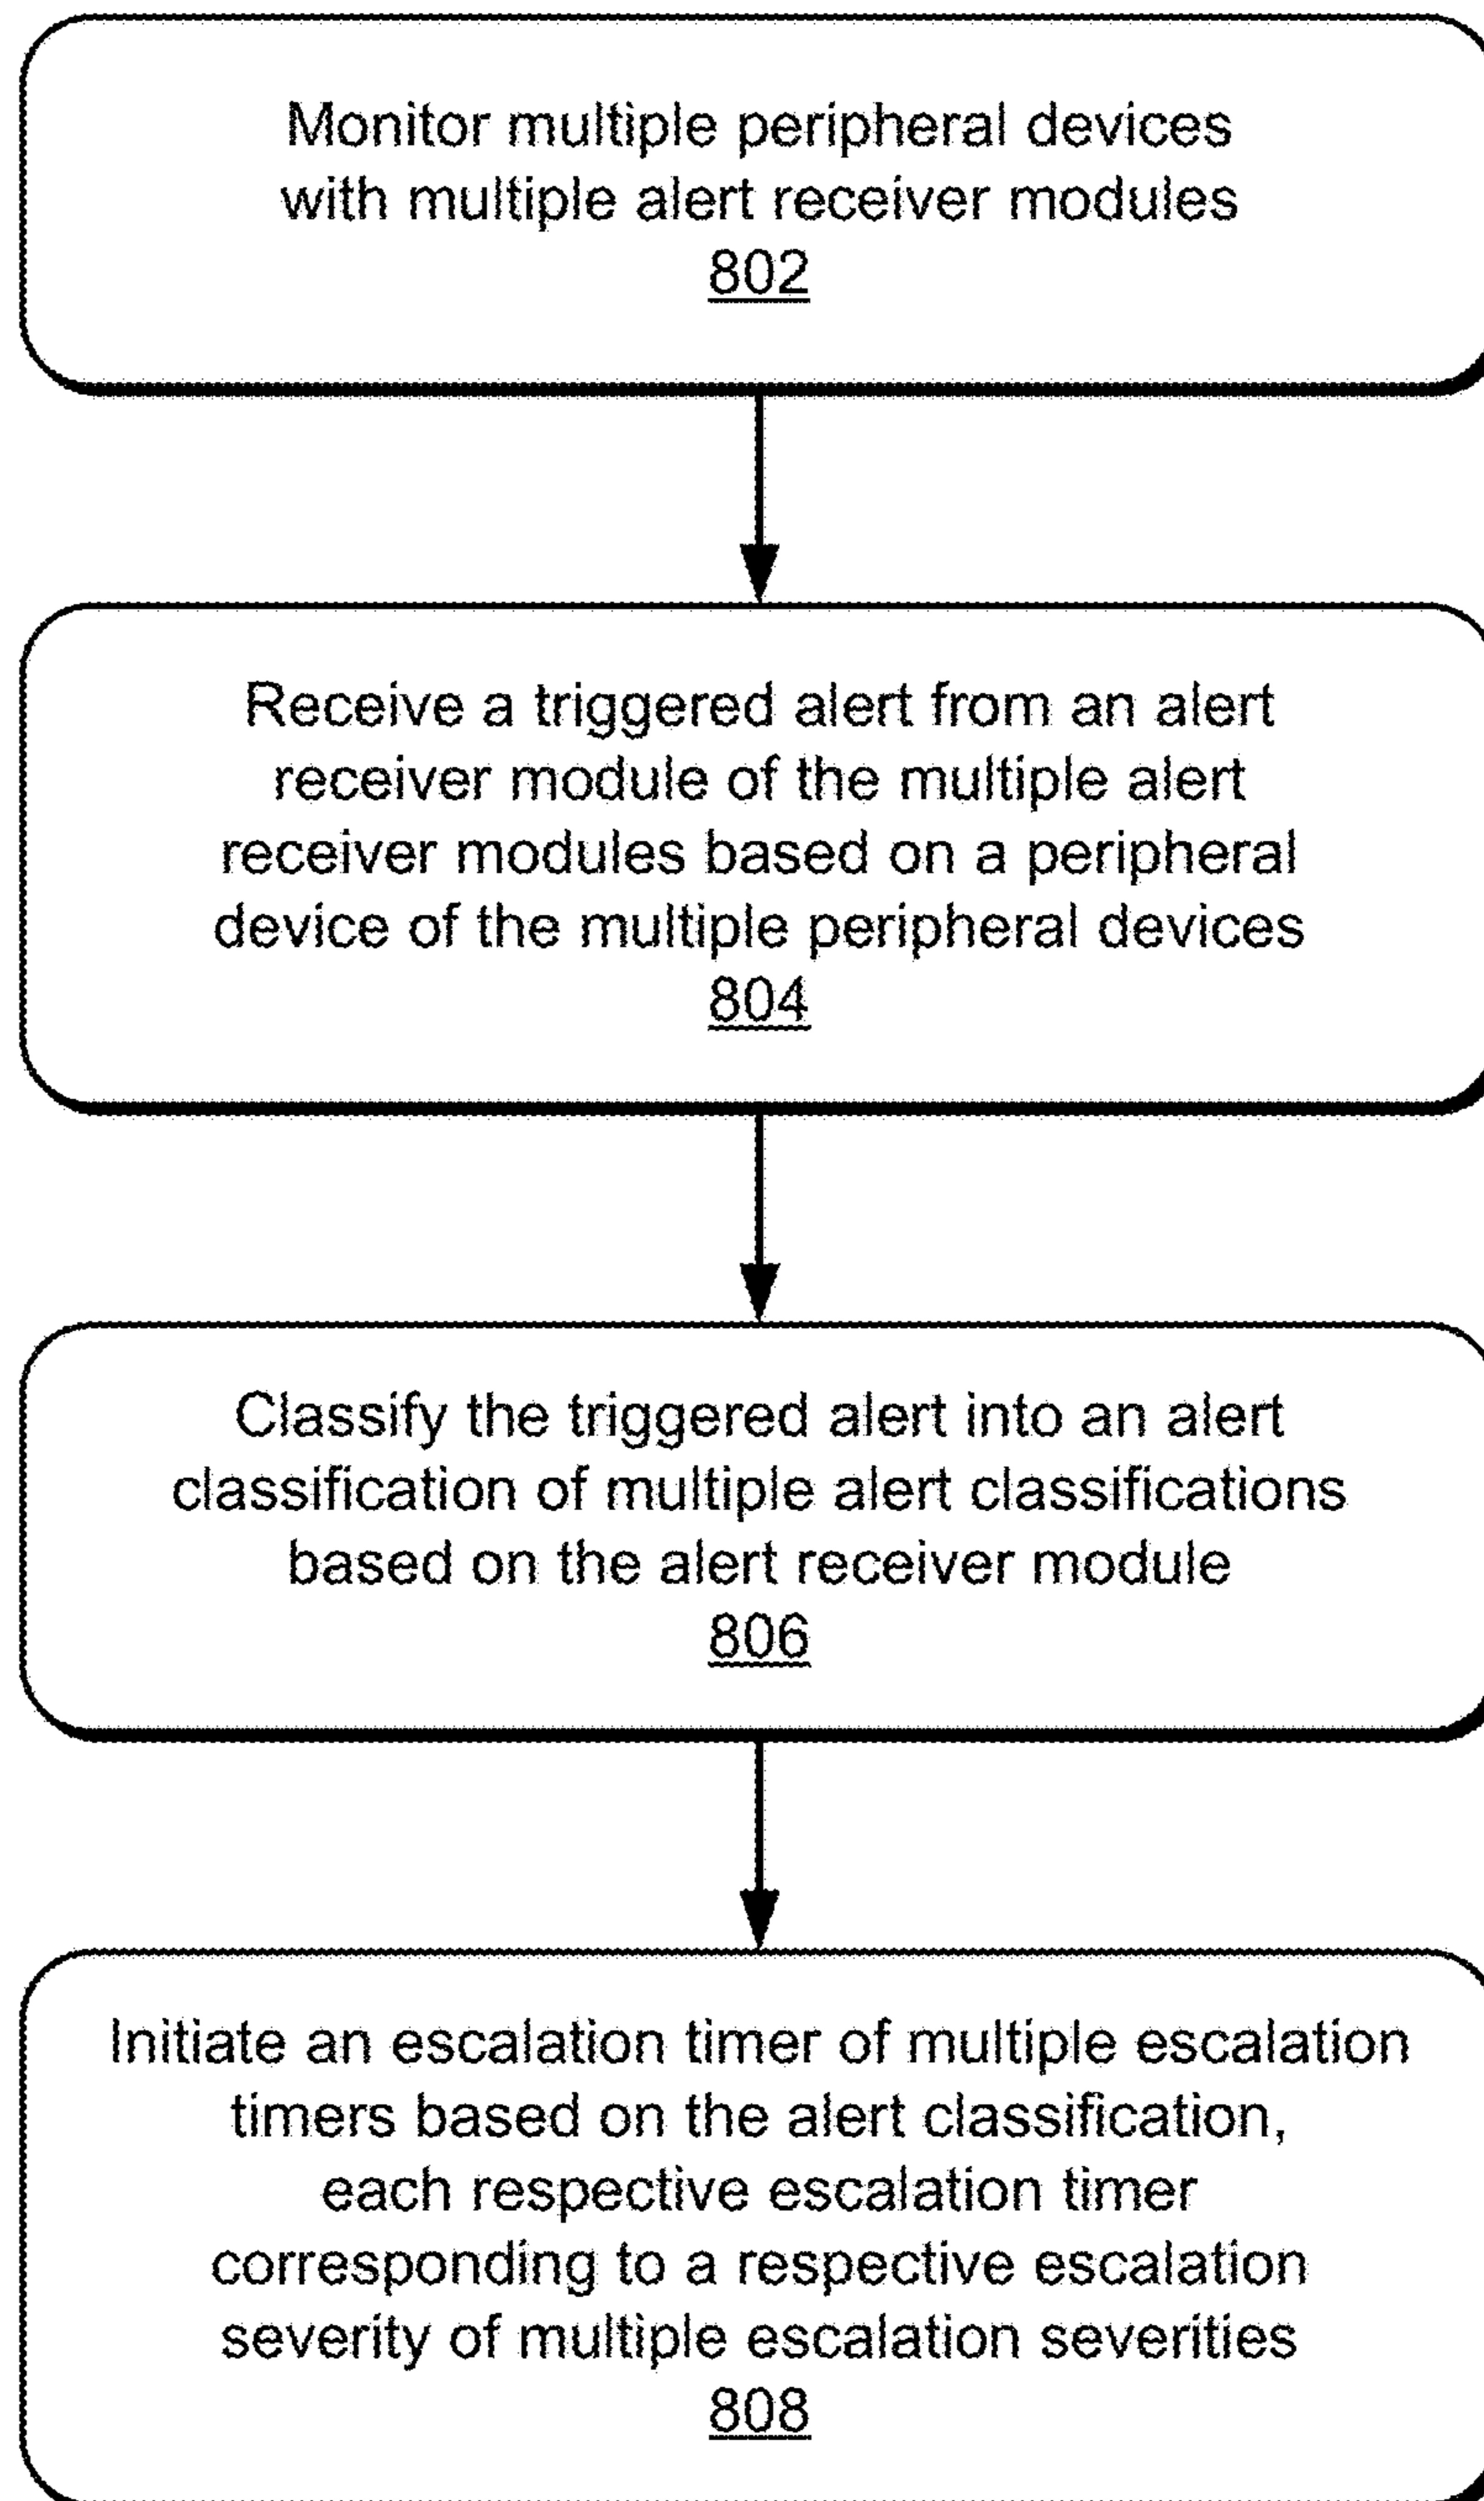 Monitor multiple peripheral devices
with multiple alert receiver modules
802
Receive a triggered alert from an alert
receiver module of the multiple alert
receiver modules based on a peripheral
device of the multiple peripheral devices
804
Classify the triggered alert into an alert
classification of multiple alert classifications
based on the alert receiver module
806
Initiate an escalation timer of multiple escalation
timers based on the alert classification,
each respective escalation timer
corresponding to a respective escalation
severity of multiple escalation severities
808